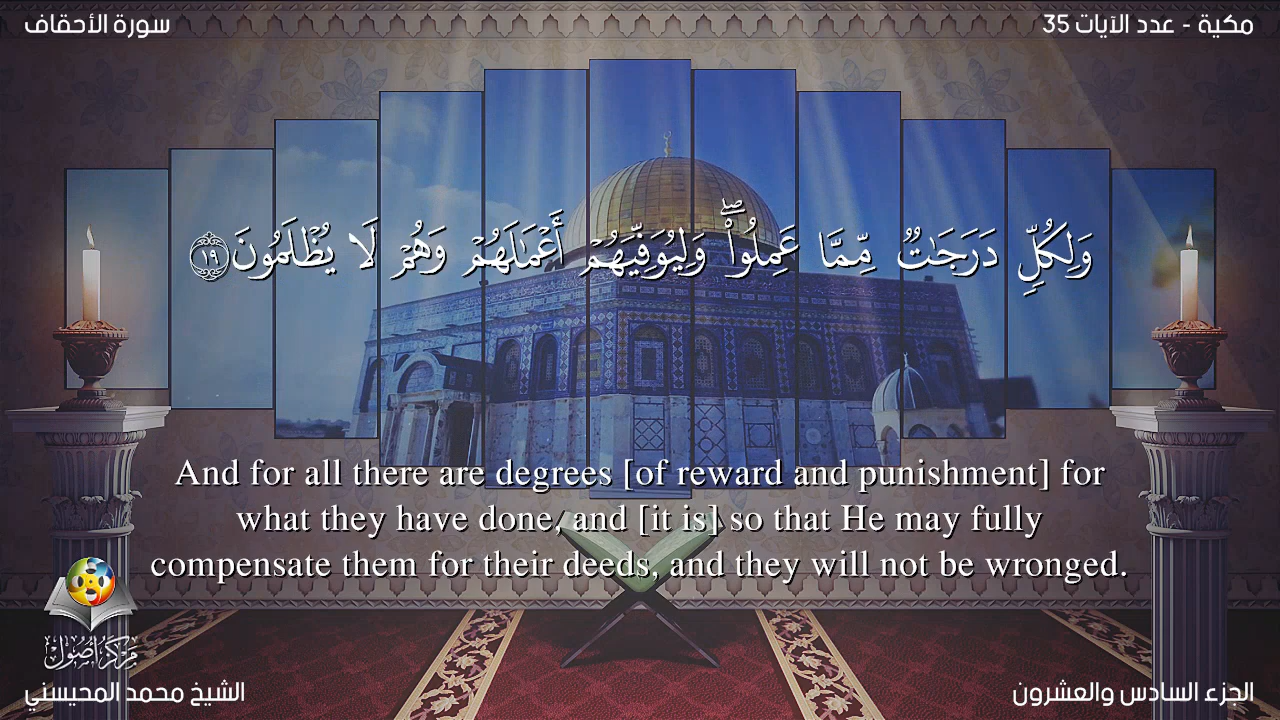 مكية - عدد الآيات 35
سورة الأحقاف
وَلِكُلٍّ دَرَجَٰتٌ مِّمَّا عَمِلُوا۟ ۖ وَلِيُوَفِّيَهُمْ أَعْمَٰلَهُمْ وَهُمْ لَا يُظْلَمُونَ ١٩
And for all there are degrees [of reward and punishment] for
what they have done, and [it is] so that He may fully
compensate them for their deeds, and they will not be wronged.
مركز أصول
الجزء السادس والعشرون
الشيخ محمد المحيسني